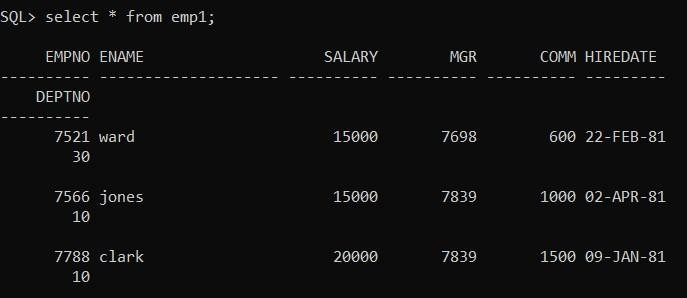 SQL> select * from emp1;
     EMPNO ENAME                    SALARY        MGR       COMM HIREDATE
---------- -------------------- ---------- ---------- ---------- ---------
    DEPTNO
----------
      7521 ward                      15000       7698        600 22-FEB-81
        30
      7566 jones                     15000       7839       1000 02-APR-81
        10
      7788 clark                     20000       7839       1500 09-JAN-81
        10